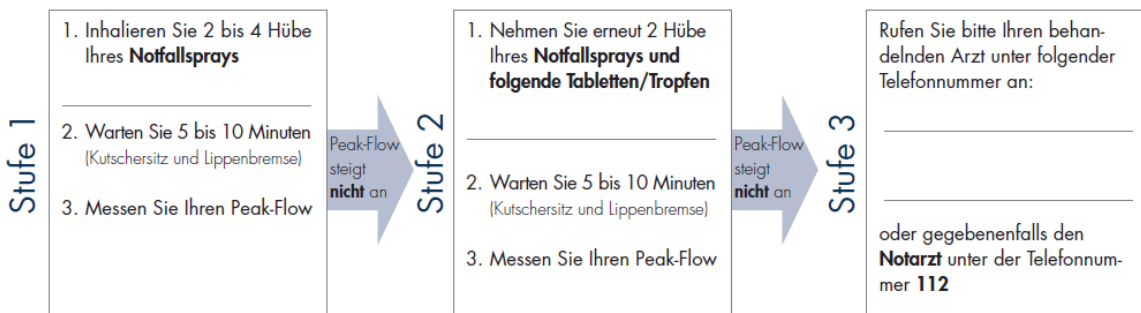 Stufe 1
1. Inhalieren Sie 2 bis 4 Hübe
Ihres Notfallsprays
2. Warten Sie 5 bis 10 Minuten
(Kutschersitz und Lippenbremse)
3. Messen Sie Ihren Peak-Flow
Peak-Flow
steigt
nicht an
Stufe 2
1. Nehmen Sie erneut 2 Hübe
Ihres Notfallsprays und
folgende Tabletten/Tropfen
2. Warten Sie 5 bis 10 Minuten
(Kutschersitz und Lippenbremse)
3. Messen Sie Ihren Peak-Flow
Peak-Flow
steigt
nicht an
Stufe 3
Rufen Sie bitte Ihren behan-
delnden Arzt unter folgender
Telefonnummer an:
oder gegebenenfalls den
Notarzt unter der Telefonnum-
mer 112